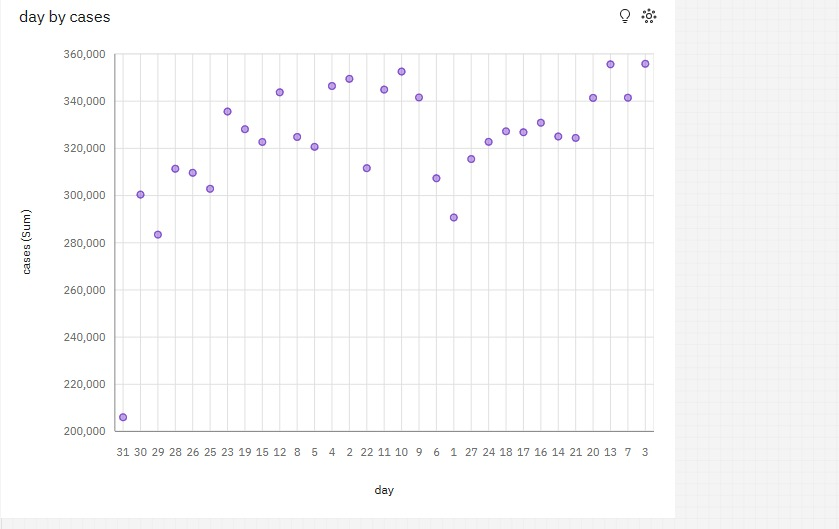 day by cases
360,000
340,000
320,000
300,000
280,000
260,000
240,000
220,000
200,000
cases (Sum)
31 30 29 28 26 25 23 19 15 12 8 5 4 2 22 11 10 9 6 1 27 24 18 17 16 14 21 20 13 7 3
day